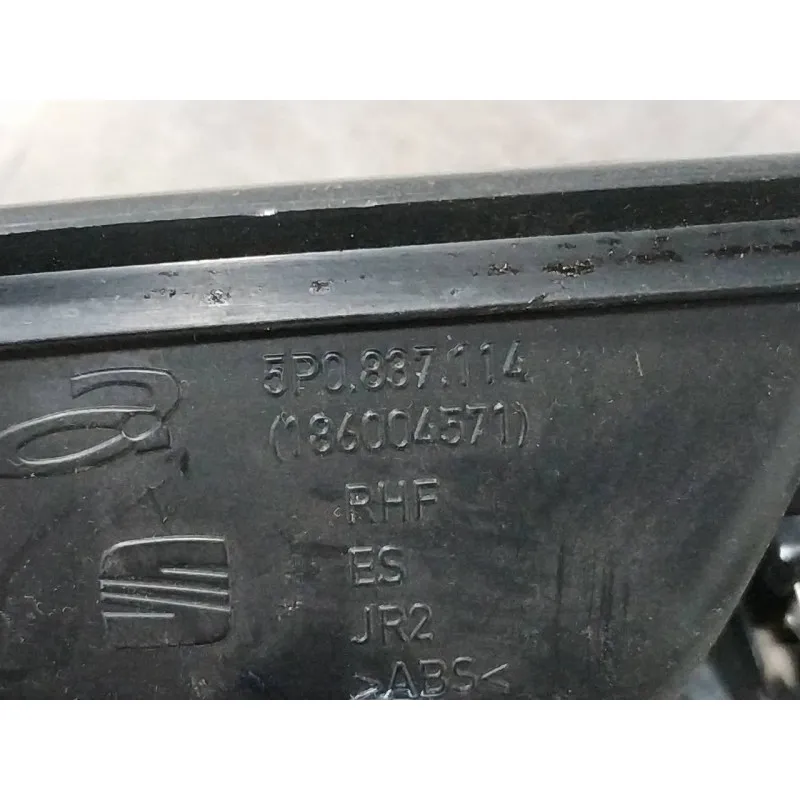 5P0.837.114
(186004571)
RHF
ES
JR2
>ABS<